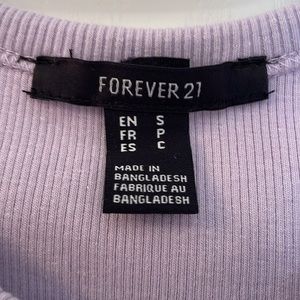 FOREVER 21
EN S
FR P
ES C
MADE IN
BANGLADESH
FABRIQUE AU
BANGLADESH